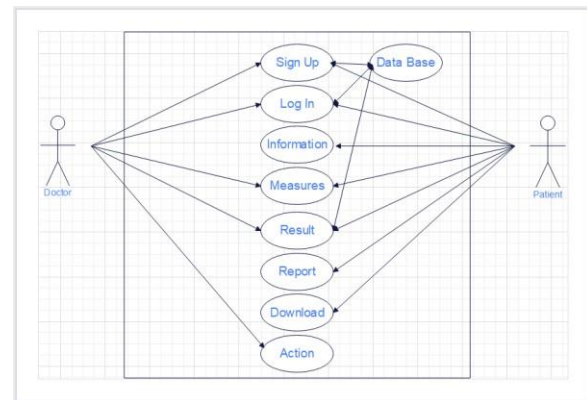 Sign Up
Data Base
Log In
Information
Doctor
Patient
Measures
Result
Report
Download
Action